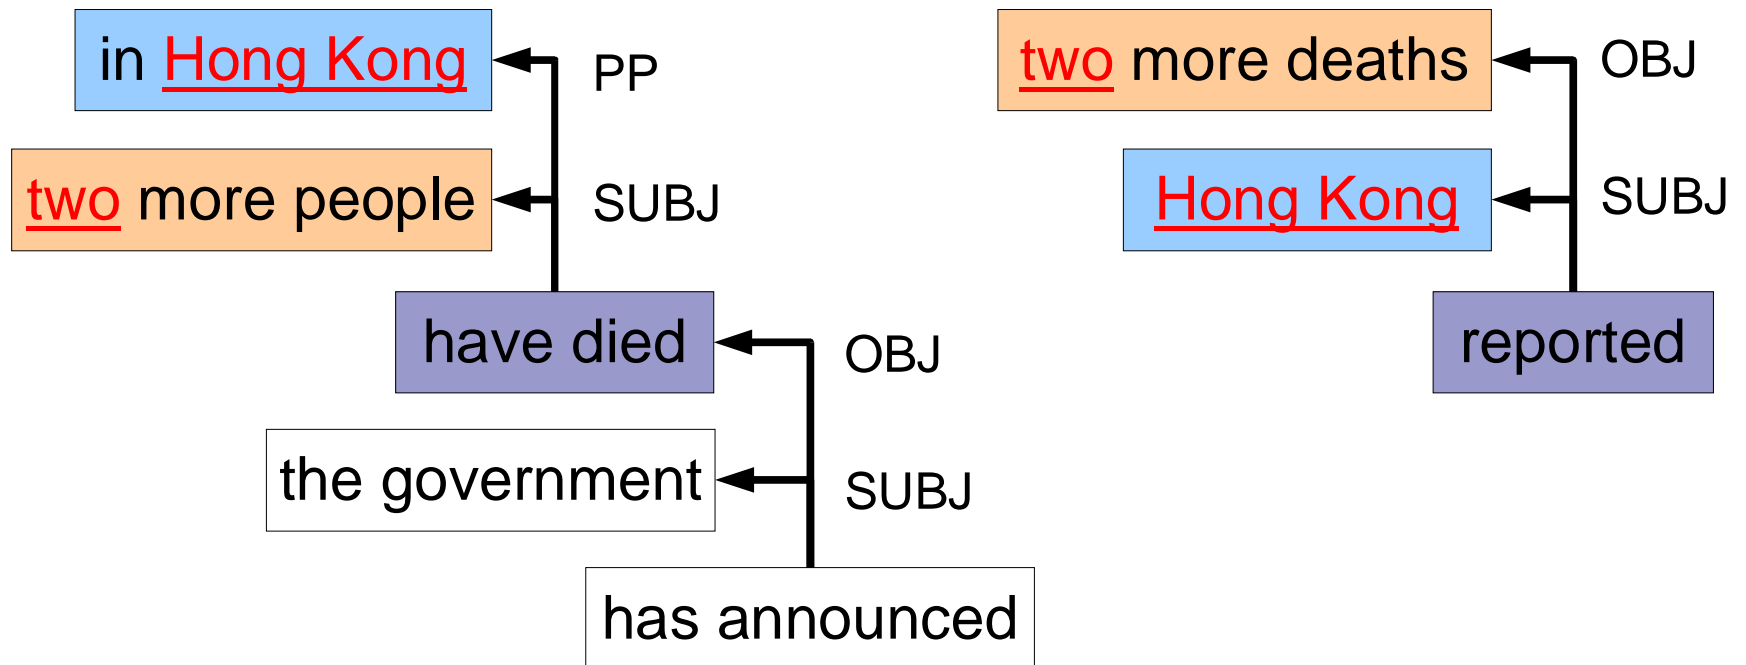 in Hong Kong
PP
two more people
SUBJ
have died
OBJ
the government
SUBJ
has announced
two more deaths
OBJ
Hong Kong
SUBJ
reported